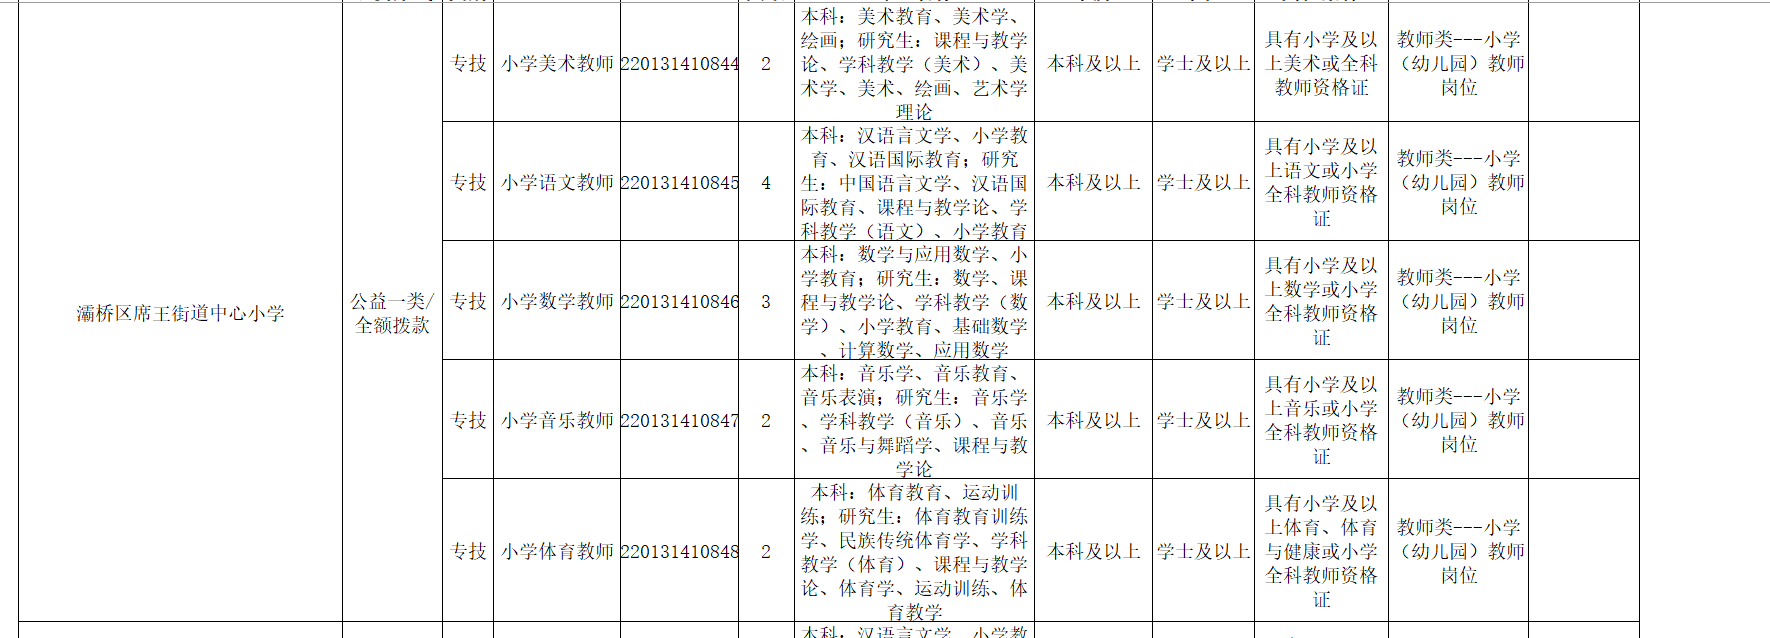 灞桥区席王街道中心小学
公益一类/
全额拨款
专技
小学美术教师
220131410844
2
本科：美术教育、美术学、
绘画；研究生：课程与教学
论、学科教学（美术）、美
术学、美术、绘画、艺术学
理论
本科及以上
学士及以上
具有小学及以
上美术或全科
教师资格证
教师类---小学
（幼儿园）教师
岗位
专技
小学语文教师
220131410845
4
本科：汉语言文学、小学教
育、汉语国际教育；研究
生：中国语言文学、汉语国
际教育、课程与教学论、学
科教学（语文）、小学教育
本科及以上
学士及以上
具有小学及以
上语文或小学
全科教师资格
证
教师类---小学
（幼儿园）教师
岗位
专技
小学数学教师
220131410846
3
本科：数学与应用数学、小
学教育；研究生：数学、课
程与教学论、学科教学（数
学）、小学教育、基础数学
、计算数学、应用数学
本科及以上
学士及以上
具有小学及以
上数学或小学
全科教师资格
证
教师类---小学
（幼儿园）教师
岗位
专技
小学音乐教师
220131410847
2
本科：音乐学、音乐教育、
音乐表演；研究生：音乐学
、学科教学（音乐）、音乐
、音乐与舞蹈学、课程与教
学论
本科及以上
学士及以上
具有小学及以
上音乐或小学
全科教师资格
证
教师类---小学
（幼儿园）教师
岗位
专技
小学体育教师
220131410848
2
本科：体育教育、运动训
练；研究生：体育教育训练
学、民族传统体育学、学科
教学（体育）、课程与教学
论、体育学、运动训练、体
育教学
本科及以上
学士及以上
具有小学及以
上体育、体育
与健康或小学
全科教师资格
证
教师类---小学
（幼儿园）教师
岗位
本科：汉语言文学、小学教